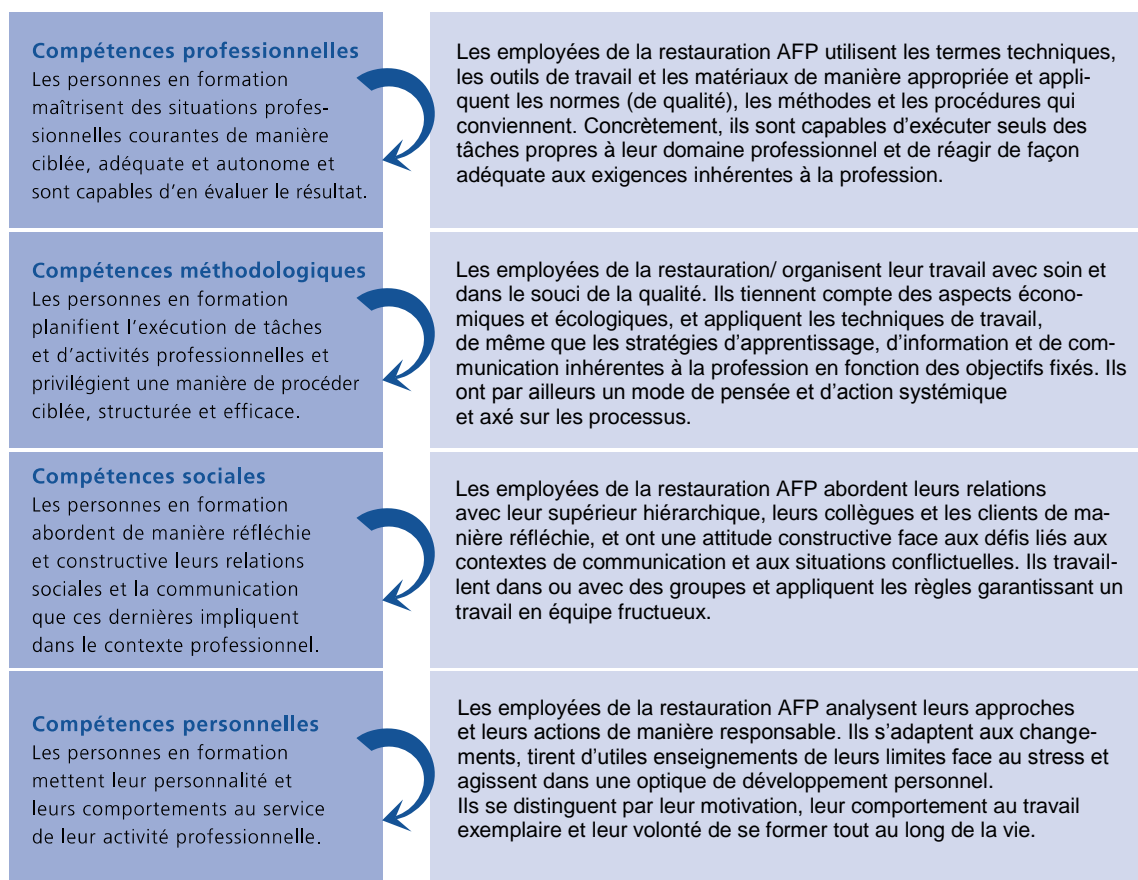 Compétences professionnelles
Les personnes en formation
maîtrisent des situations profes-
sionnelles courantes de manière
ciblée, adéquate et autonome et
sont capables d'en évaluer le résultat.
Les employées de la restauration AFP utilisent les termes techniques,
les outils de travail et les matériaux de manière appropriée et appli-
quent les normes (de qualité), les méthodes et les procédures qui
conviennent. Concrètement, ils sont capables d'exécuter seuls des
tâches propres à leur domaine professionnel et de réagir de façon
adéquate aux exigences inhérentes à la profession.
Compétences méthodologiques
Les personnes en formation
planifient l'exécution de tâches
et d'activités professionnelles et
privilégient une manière de procéder
ciblée, structurée et efficace.
Les employées de la restauration/ organisent leur travail avec soin et
dans le souci de la qualité. Ils tiennent compte des aspects écono-
miques et écologiques, et appliquent les techniques de travail,
de même que les stratégies d'apprentissage, d'information et de com-
munication inhérentes à la profession en fonction des objectifs fixés. Ils
ont par ailleurs un mode de pensée et d'action systémique
et axé sur les processus.
Compétences sociales
Les personnes en formation
abordent de manière réfléchie
et constructive leurs relations
sociales et la communication
que ces dernières impliquent
dans le contexte professionnel.
Les employées de la restauration AFP abordent leurs relations
avec leur supérieur hiérarchique, leurs collègues et les clients de ma-
nière réfléchie, et ont une attitude constructive face aux défis liés aux
contextes de communication et aux situations conflictuelles. Ils travail-
lent dans ou avec des groupes et appliquent les règles garantissant un
travail en équipe fructueux.
Compétences personnelles
Les personnes en formation
mettent leur personnalité et
leurs comportements au service
de leur activité professionnelle.
Les employées de la restauration AFP analysent leurs approches
et leurs actions de manière responsable. Ils s'adaptent aux change-
ments, tirent d'utiles enseignements de leurs limites face au stress et
agissent dans une optique de développement personnel.
Ils se distinguent par leur motivation, leur comportement au travail
exemplaire et leur volonté de se former tout au long de la vie.